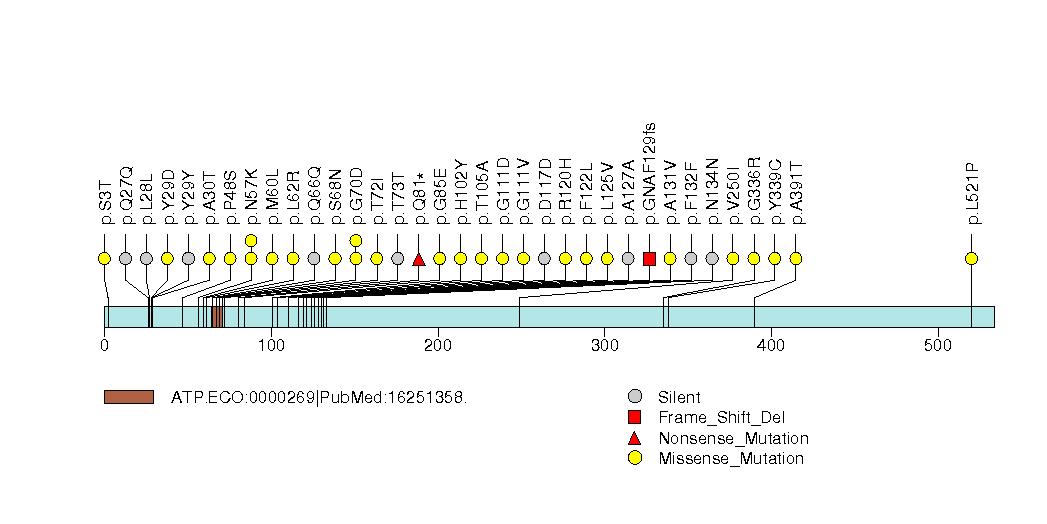 p.S3T
p.Q27Q
p.L28L
p.Y29D
p.Y29Y
p.A30T
p.P48S
p.N57K
p.M60L
p.L62R
p.Q66Q
p.S68N
p.G70D
p.T72I
p.T73T
p.Q81*
p.G85E
p.H102Y
p.T105A
p.G111D
p.G111V
p.D117D
p.R120H
p.F122L
p.L125V
p.A127A
p.GNAF129fs
p.A131V
p.F132F
p.N134N
p.V250I
p.G336R
p.Y339C
p.A391T
p.L521P
0 100 200 300 400 500
ATP.ECO:0000269|PubMed:16251358.
Silent
Frame_Shift_Del
Nonsense_Mutation
Missense_Mutation